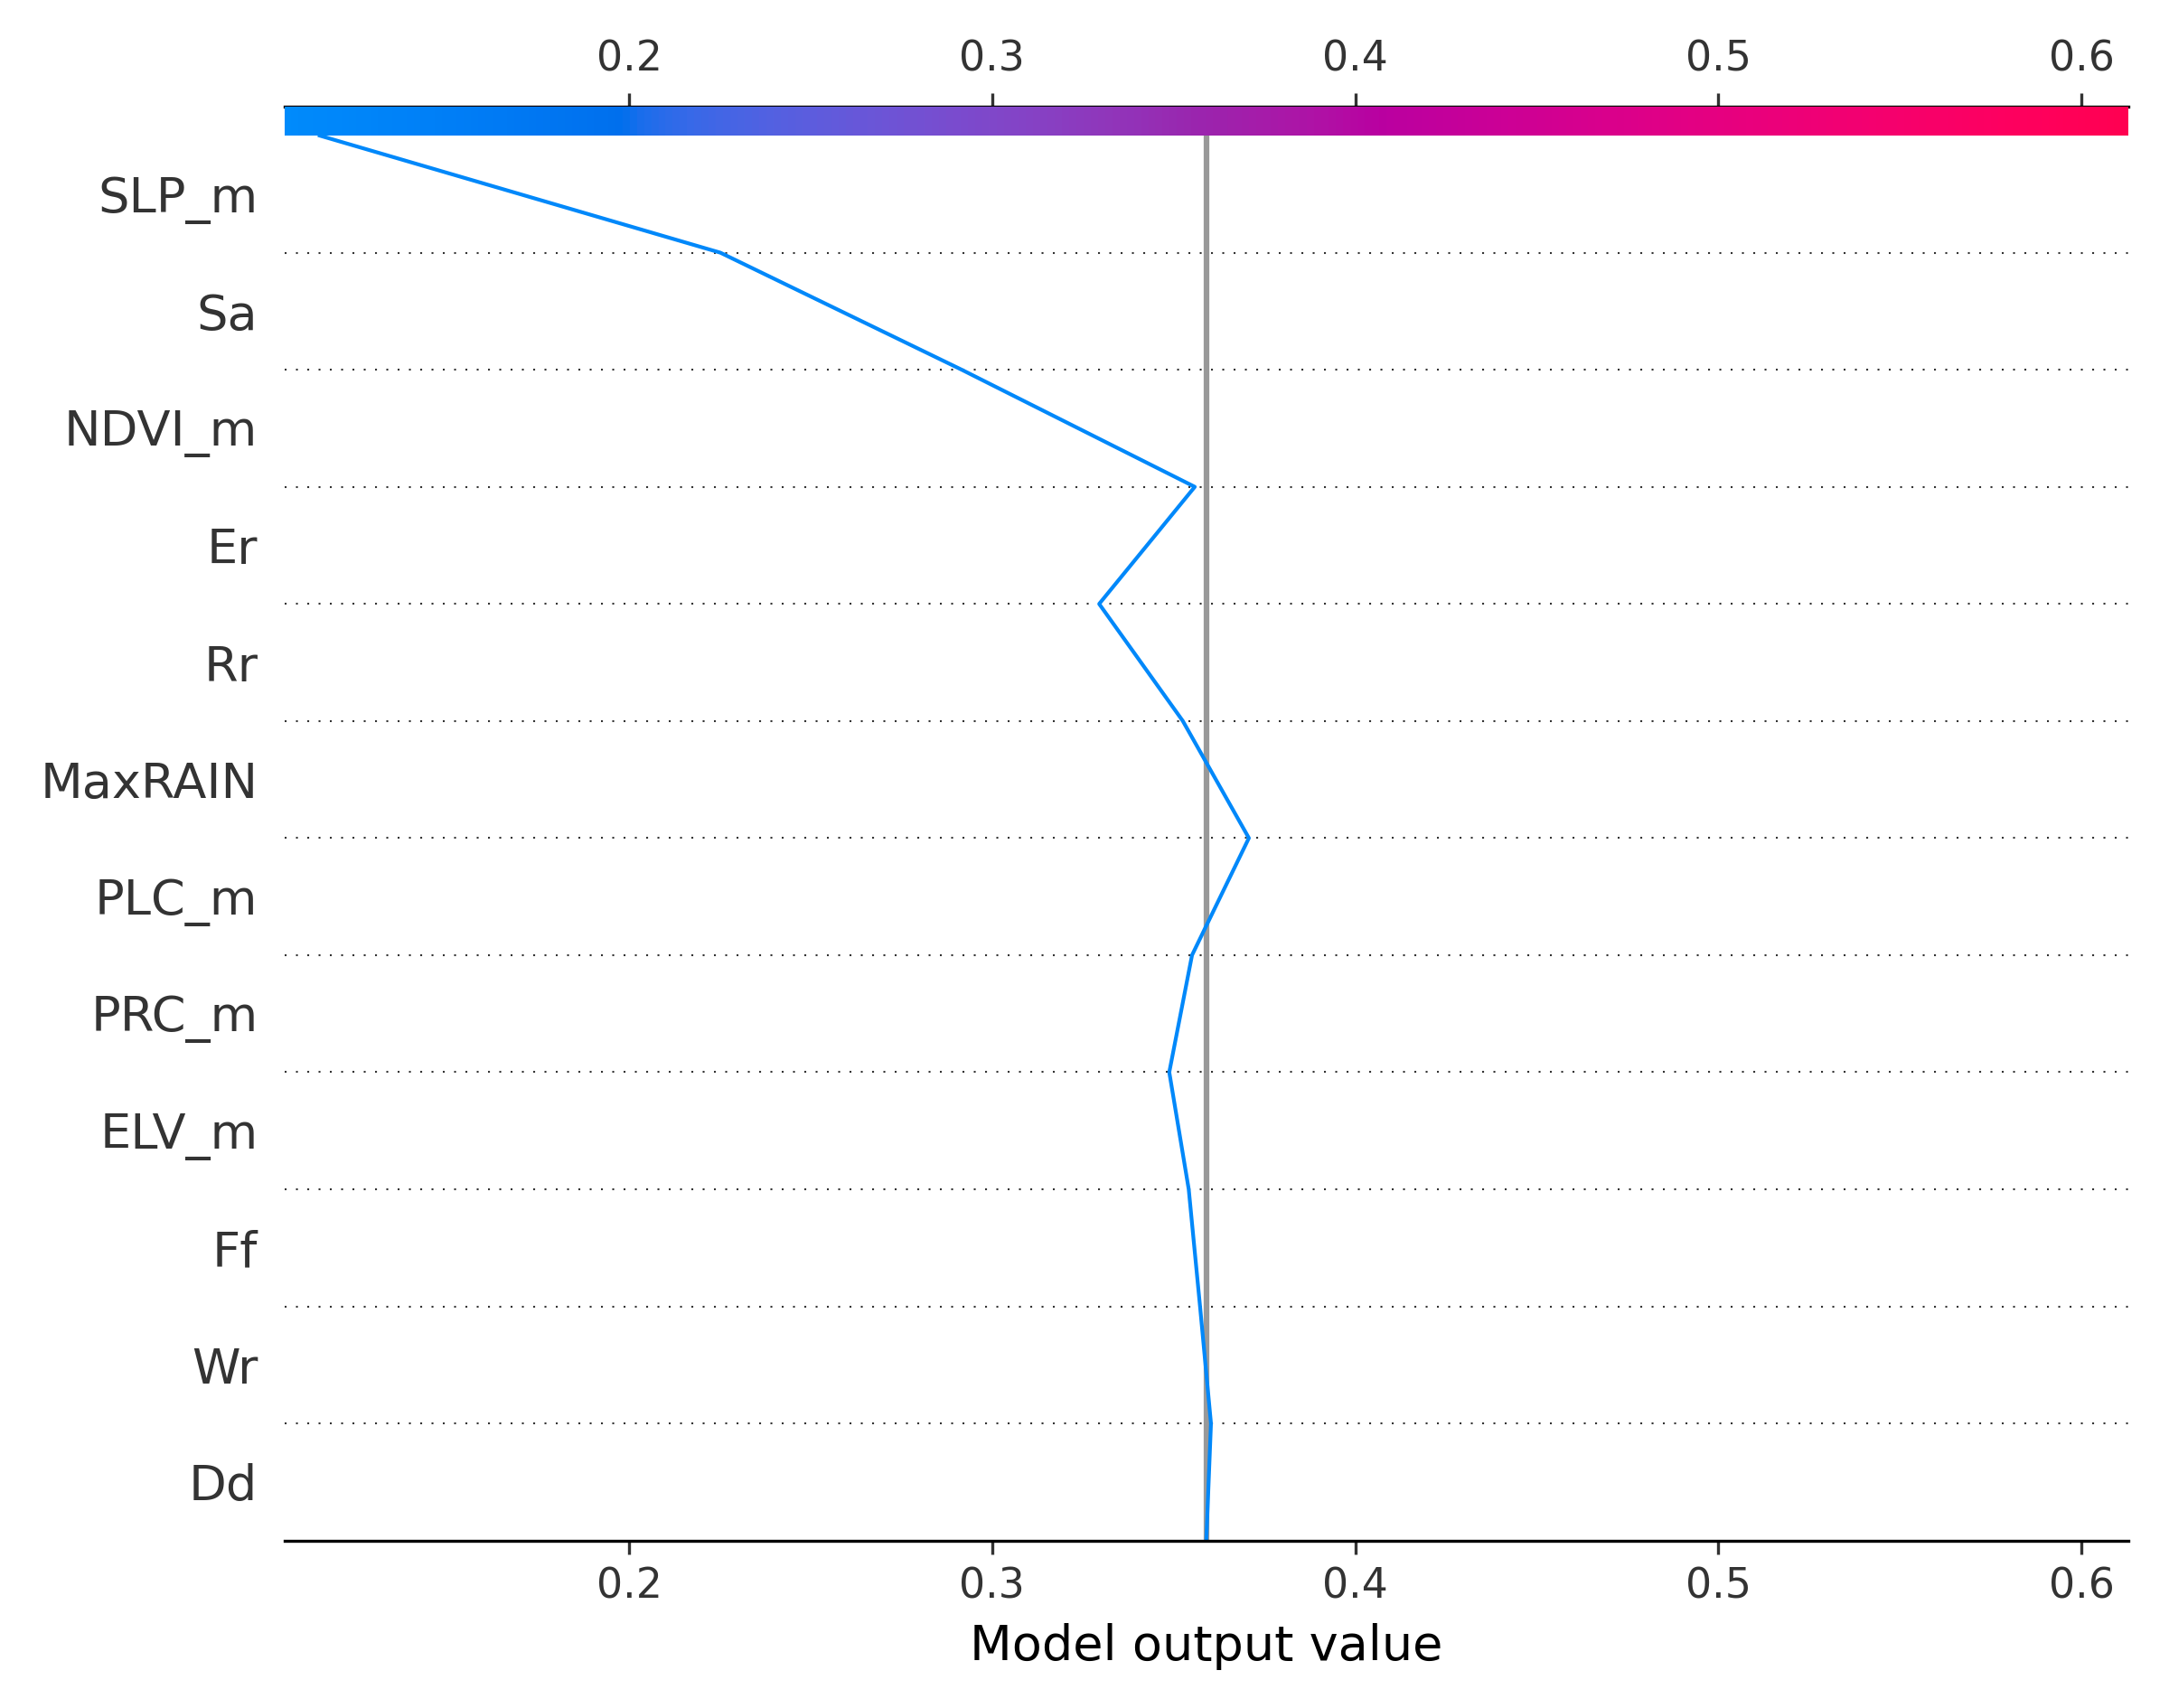 0.2 0.3 0.4 0.5 0.6
SLP_m
Sa
NDVI_m
Er
Rr
MaxRAIN
PLC_m
PRC_m
ELV_m
Ff
Wr
Dd
0.2 0.3 0.4 0.5 0.6
Model output value